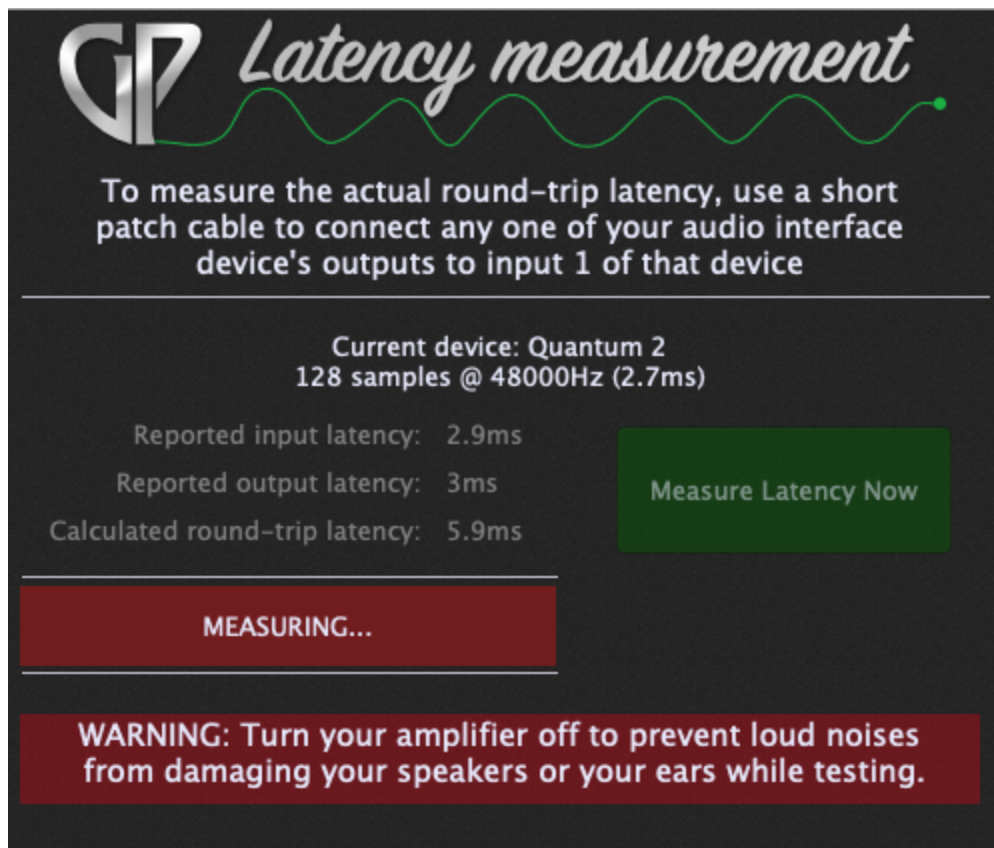 GP Latency measurement
To measure the actual round-trip latency, use a short
patch cable to connect any one of your audio interface
device's outputs to input 1 of that device
Current device: Quantum 2
128 samples @ 48000Hz (2.7ms)
Reported input latency: 2.9ms
Reported output latency: 3ms
Calculated round-trip latency: 5.9ms
Measure Latency Now
MEASURING...
WARNING: Turn your amplifier off to prevent loud noises
from damaging your speakers or your ears while testing.